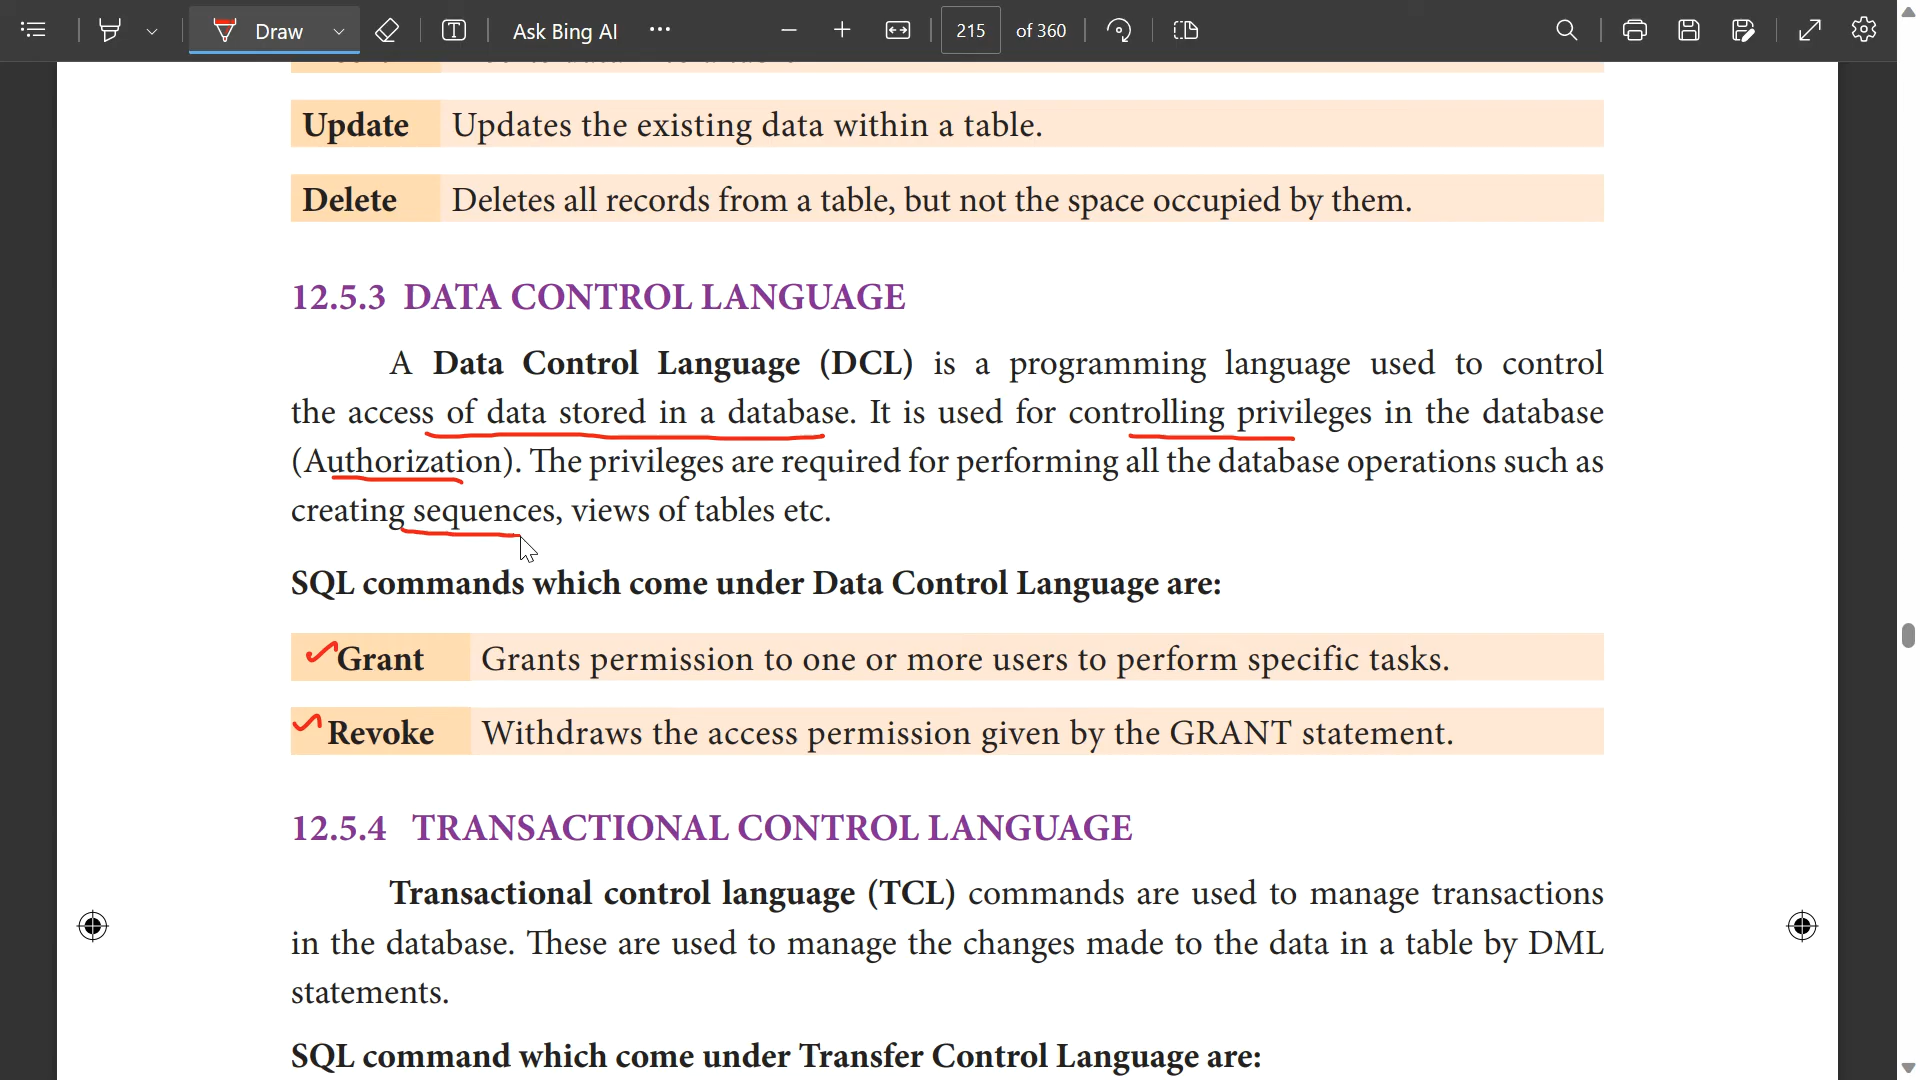 Draw
Ask Bing AI
215 of 360
Update Updates the existing data within a table.
Delete Deletes all records from a table, but not the space occupied by them.
12.5.3 DATA CONTROL LANGUAGE
A Data Control Language (DCL) is a programming language used to control
the access of data stored in a database. It is used for controlling privileges in the database
(Authorization). The privileges are required for performing all the database operations such as
creating sequences, views of tables etc.
SQL commands which come under Data Control Language are:
Grant Grants permission to one or more users to perform specific tasks.
Revoke Withdraws the access permission given by the GRANT statement.
12.5.4 TRANSACTIONAL CONTROL LANGUAGE
Transactional control language (TCL) commands are used to manage transactions
in the database. These are used to manage the changes made to the data in a table by DML
statements.
SQL command which come under Transfer Control Language are: